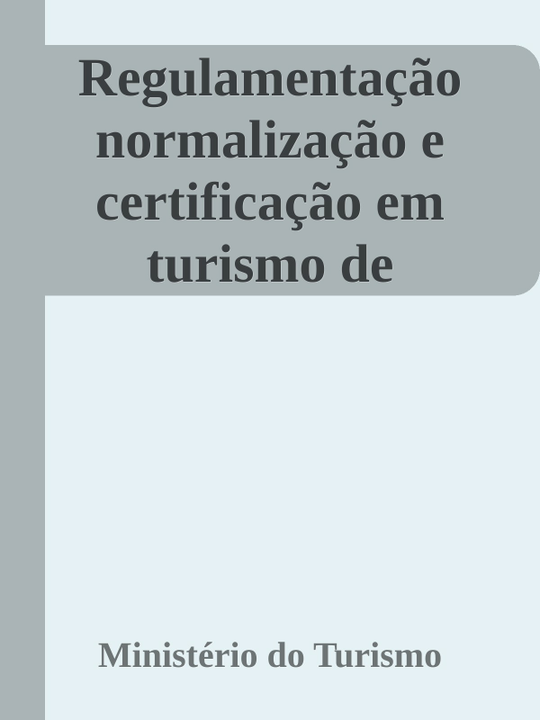 Regulamentação
normalização e
certificação em
turismo de
Ministério do Turismo